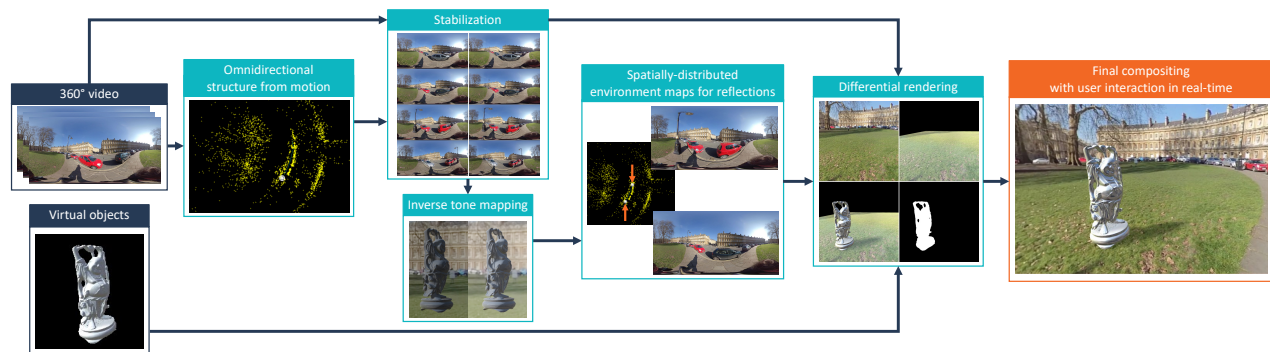 Stabilization
Omnidirectional
structure from motion
360° video
Spatially-distributed
environment maps for reflections
Differential rendering
Final compositing
with user interaction in real-time
Virtual objects
Inverse tone mapping